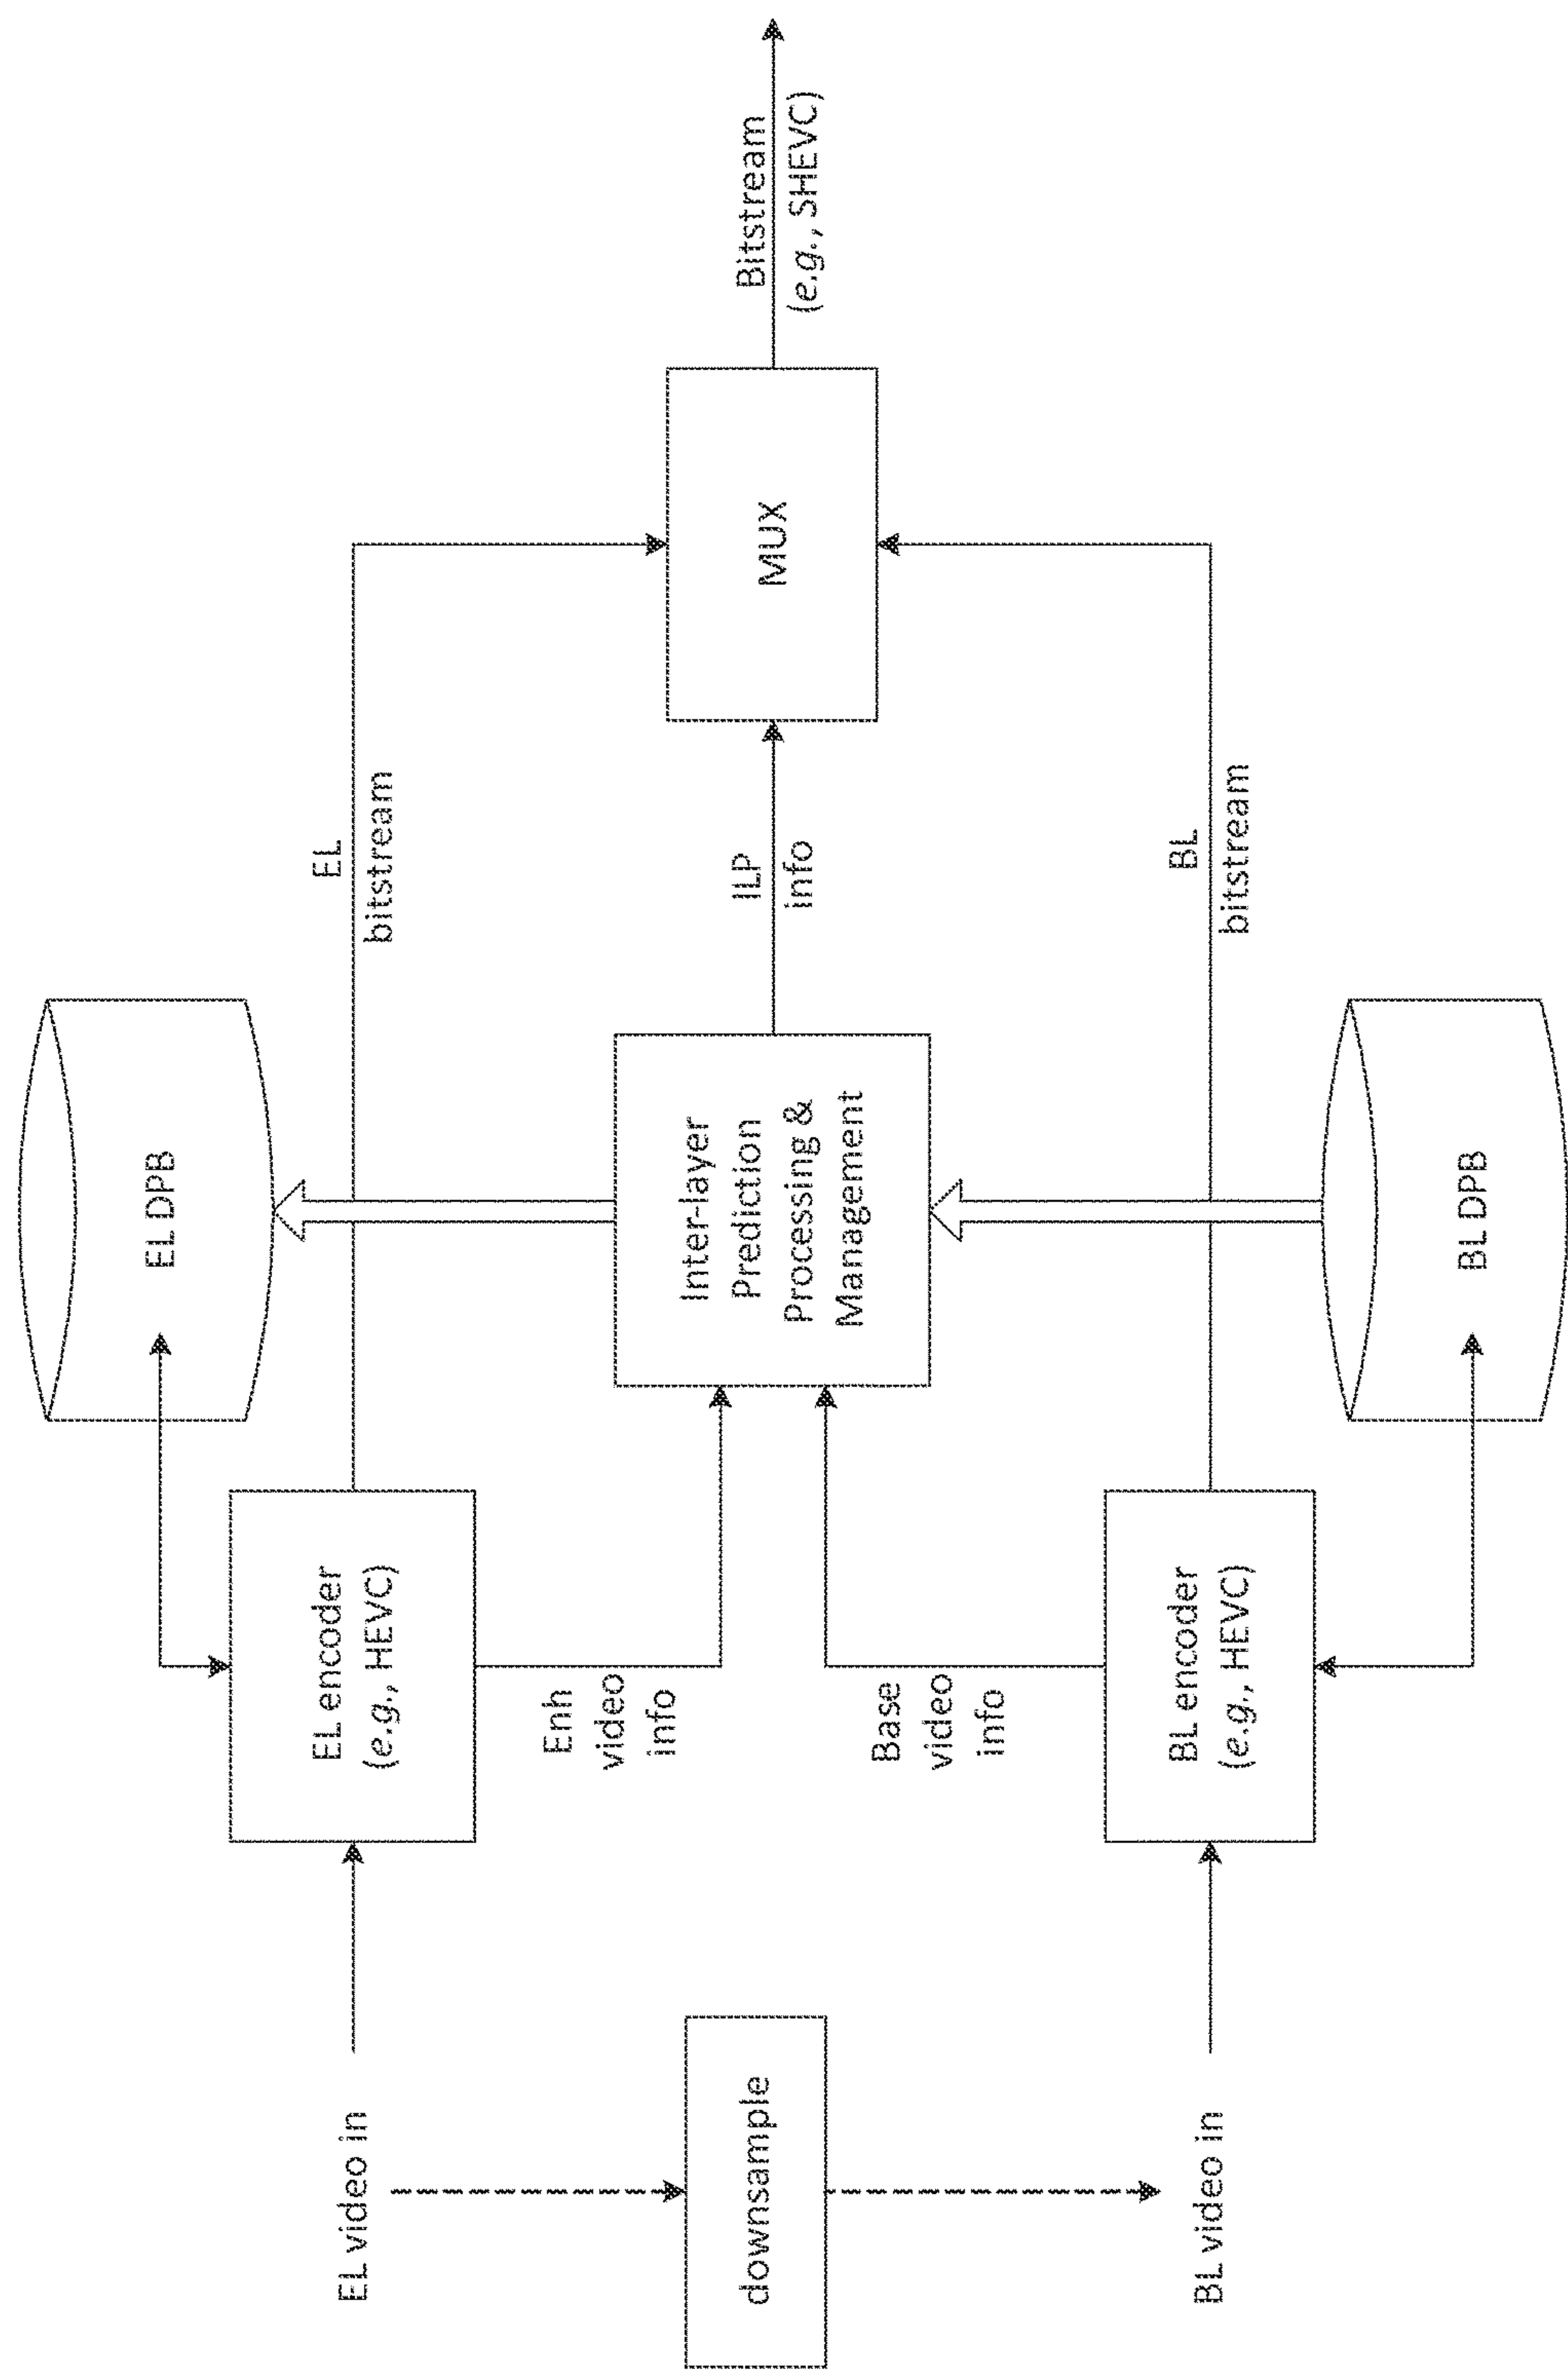 EL video in
downsample
BL video in
EL encoder
(e.g., HEVC)
Enh
video
info
Base
video
info
BL encoder
(e.g., HEVC)
EL DPB
Inter-layer
Prediction
Processing &
Management
BL DPB
EL
bitstream
ILP
info
BL
bitstream
MUX
Bitstream
(e.g., SHEVC)